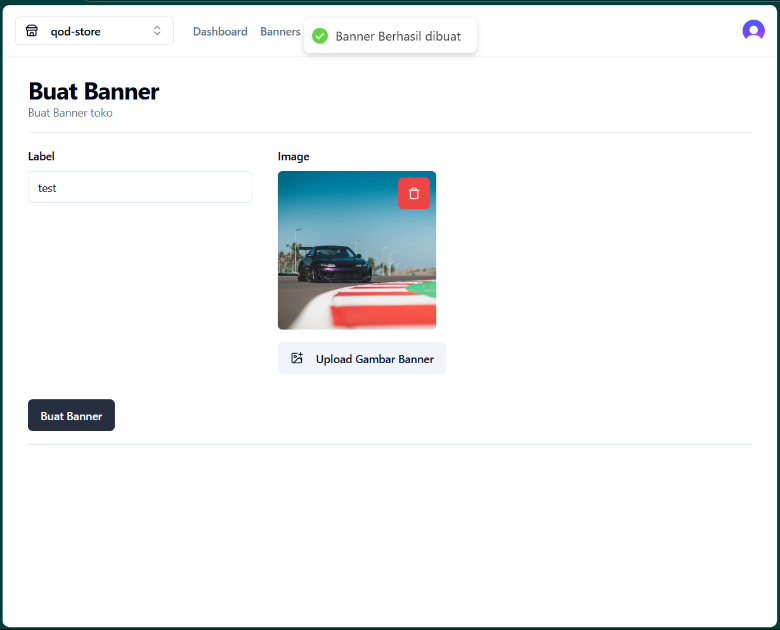 qod-store
Dashboard
Banners
Banner Berhasil dibuat
Buat Banner
Buat Banner toko
Label
Image
test
Upload Gambar Banner
Buat Banner